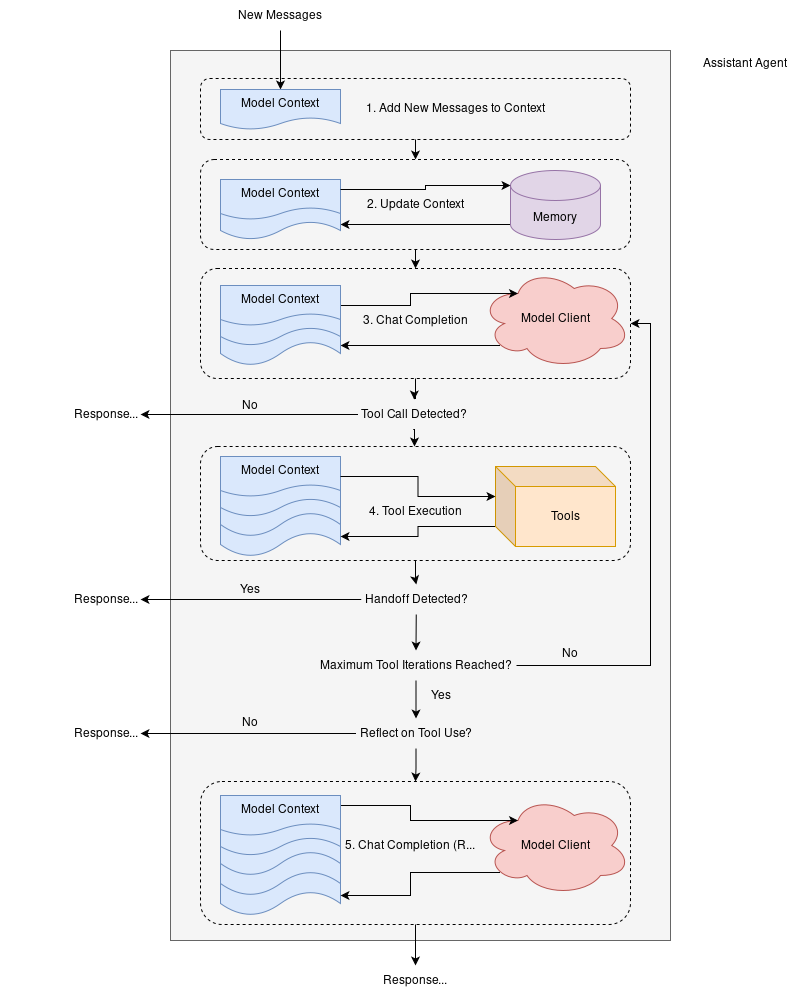 New Messages
Assistant Agent
Model Context
1. Add New Messages to Context
Model Context
2. Update Context
Memory
Model Context
3. Chat Completion
Model Client
No
Response...
Tool Call Detected?
Model Context
4. Tool Execution
Tools
Yes
Response...
Handoff Detected?
No
Maximum Tool Iterations Reached?
Yes
No
Response...
Reflect on Tool Use?
Model Context
5. Chat Completion (R...
Model Client
Response...